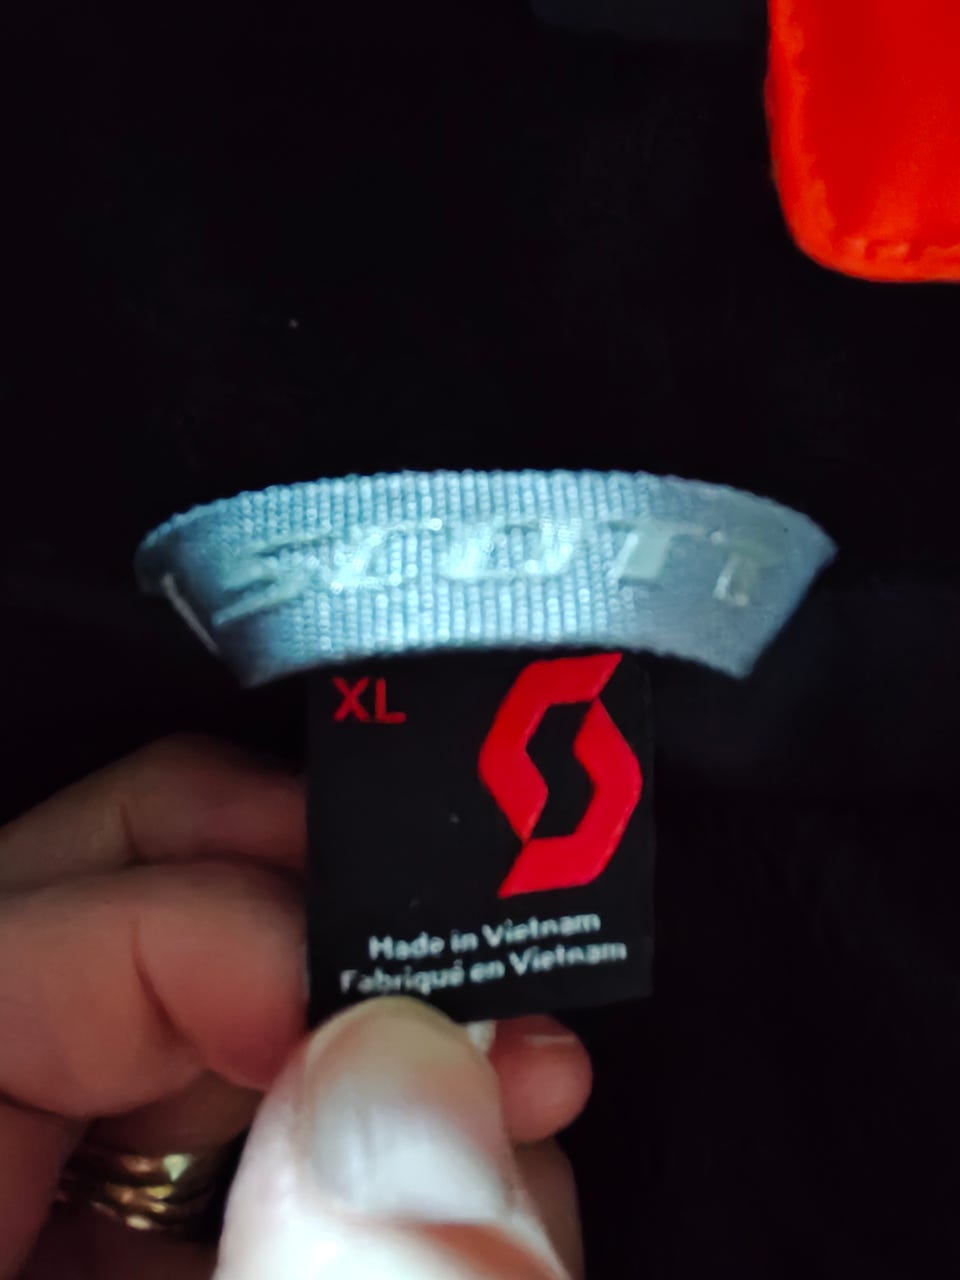 SCOTT
XL
Made in Vietnam
Fabriqué en Vietnam